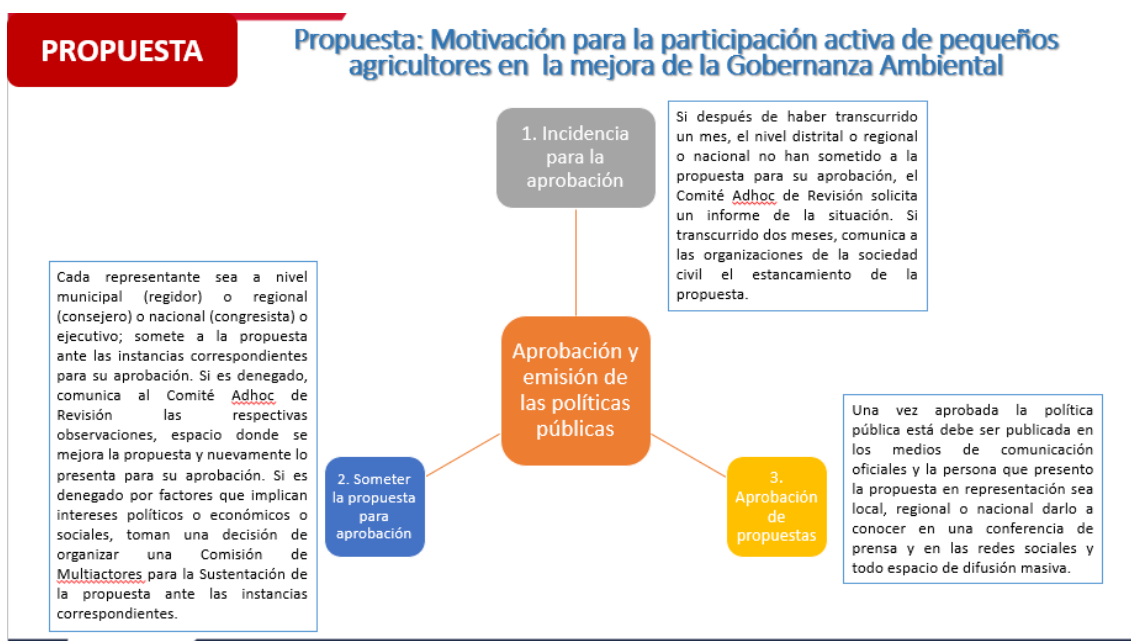 PROPUESTA
Propuesta: Motivación para la participación activa de pequeños
agricultores en la mejora de la Gobernanza Ambiental
1. Incidencia
para la
aprobación
Si después de haber transcurrido
un mes, el nivel distrital o regional
o nacional no han sometido a la
propuesta para su aprobación, el
Comité Adhoc de Revisión solicita
un informe de la situación. Si
transcurrido dos meses, comunica a
las organizaciones de la sociedad
civil el estancamiento de la
propuesta.
Cada representante sea a nivel
municipal (regidor) o regional
(consejero) o nacional (congresista) o
ejecutivo; somete a la propuesta
ante las instancias correspondientes
para su aprobación. Si es denegado,
comunica al Comité Adhoc de
Revisión las respectivas
observaciones, espacio donde se
mejora la propuesta y nuevamente lo
presenta para su aprobación. Si es
denegado por factores que implican
intereses políticos o económicos o
sociales, toman una decisión de
organizar una Comisión de
Multiactores para la Sustentación de
la propuesta ante las instancias
correspondientes.
Aprobación y
emisión de
las políticas
públicas
2. Someter
la propuesta
para
aprobación
3.
Aprobación
de
propuestas
Una vez aprobada la política
pública está debe ser publicada en
los medios de comunicación
oficiales y la persona que presento
la propuesta en representación sea
local, regional o nacional darlo a
conocer en una conferencia de
prensa y en las redes sociales y
todo espacio de difusión masiva.